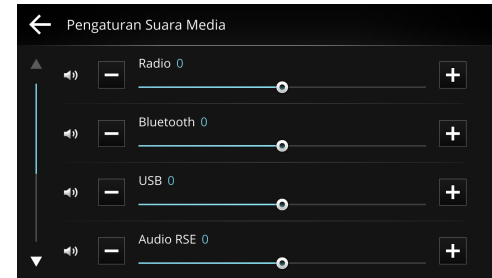 Pengaturan Suara Media
Radio 0
Bluetooth 0
USB 0
Audio RSE 0